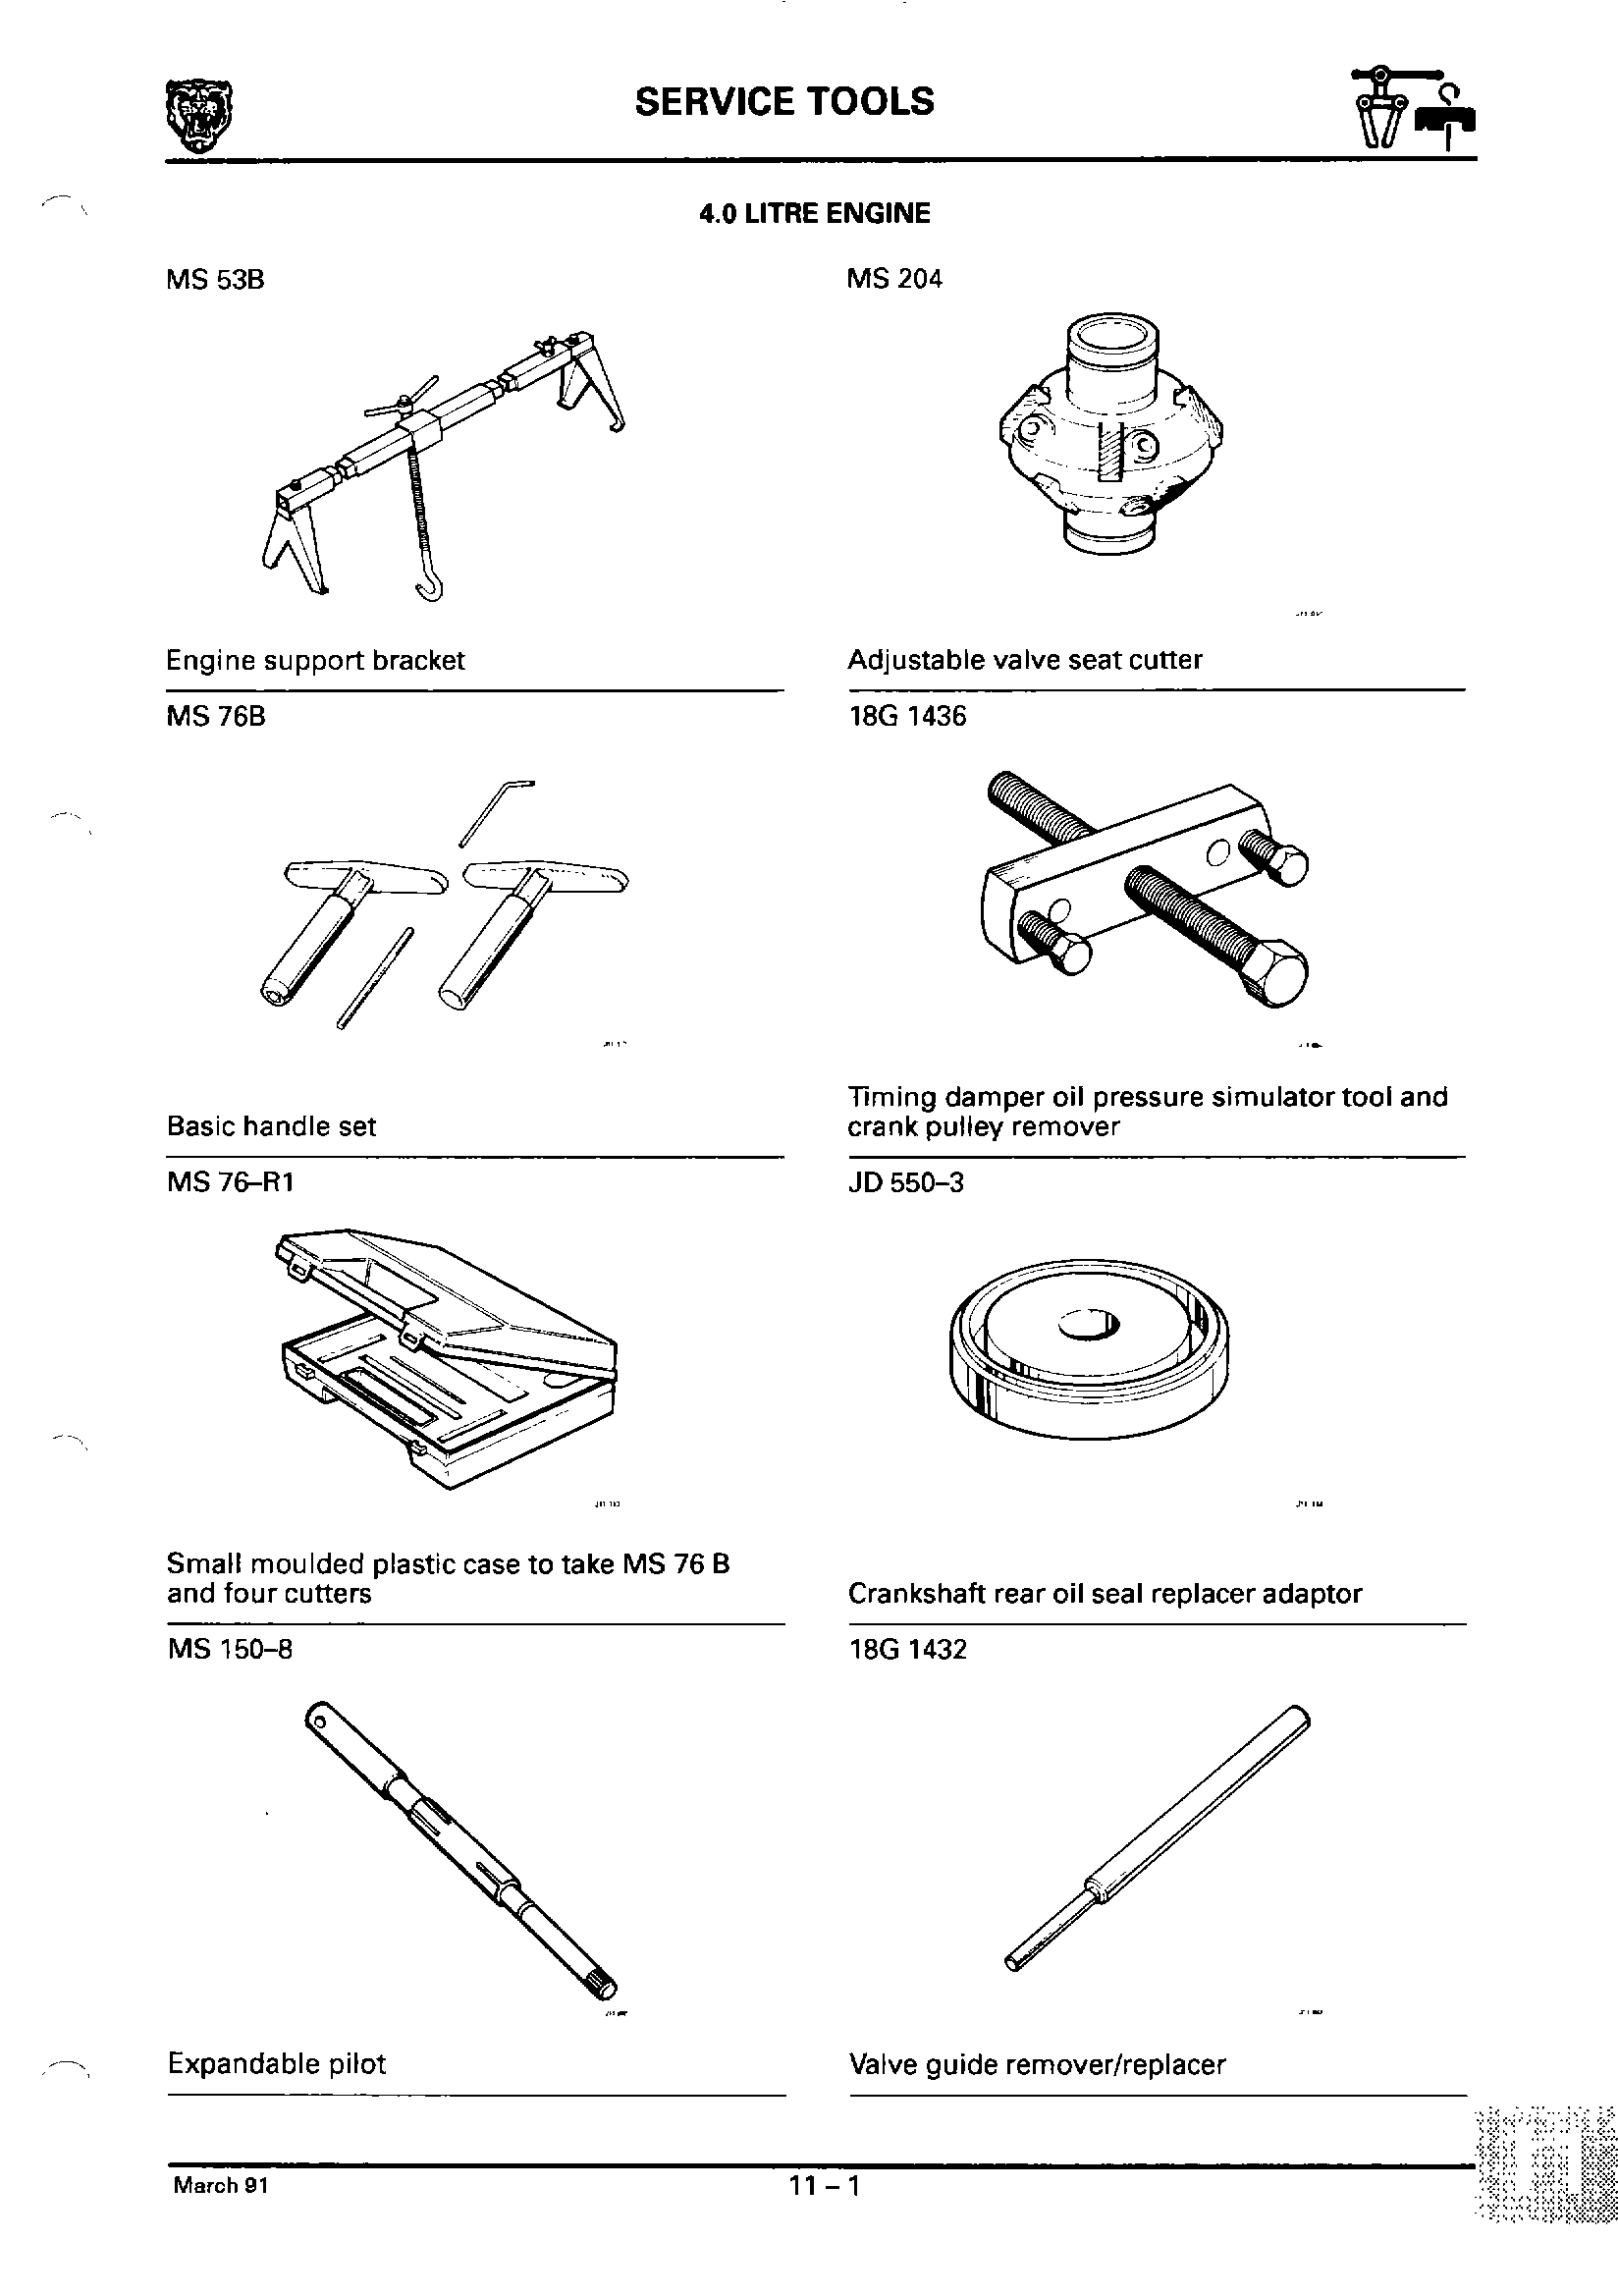 SERVICE TOOLS
4.0 LITRE ENGINE
MS 53B
Engine support bracket
MS 76B
Basic handle set
MS 76–R1
Small moulded plastic case to take MS 76 B
and four cutters
MS 150–8
Expandable pilot
MS 204
Adjustable valve seat cutter
18G 1436
Timing damper oil pressure simulator tool and
crank pulley remover
JD 550–3
Crankshaft rear oil seal replacer adaptor
18G 1432
Valve guide remover/replacer
March 91
11 – 1